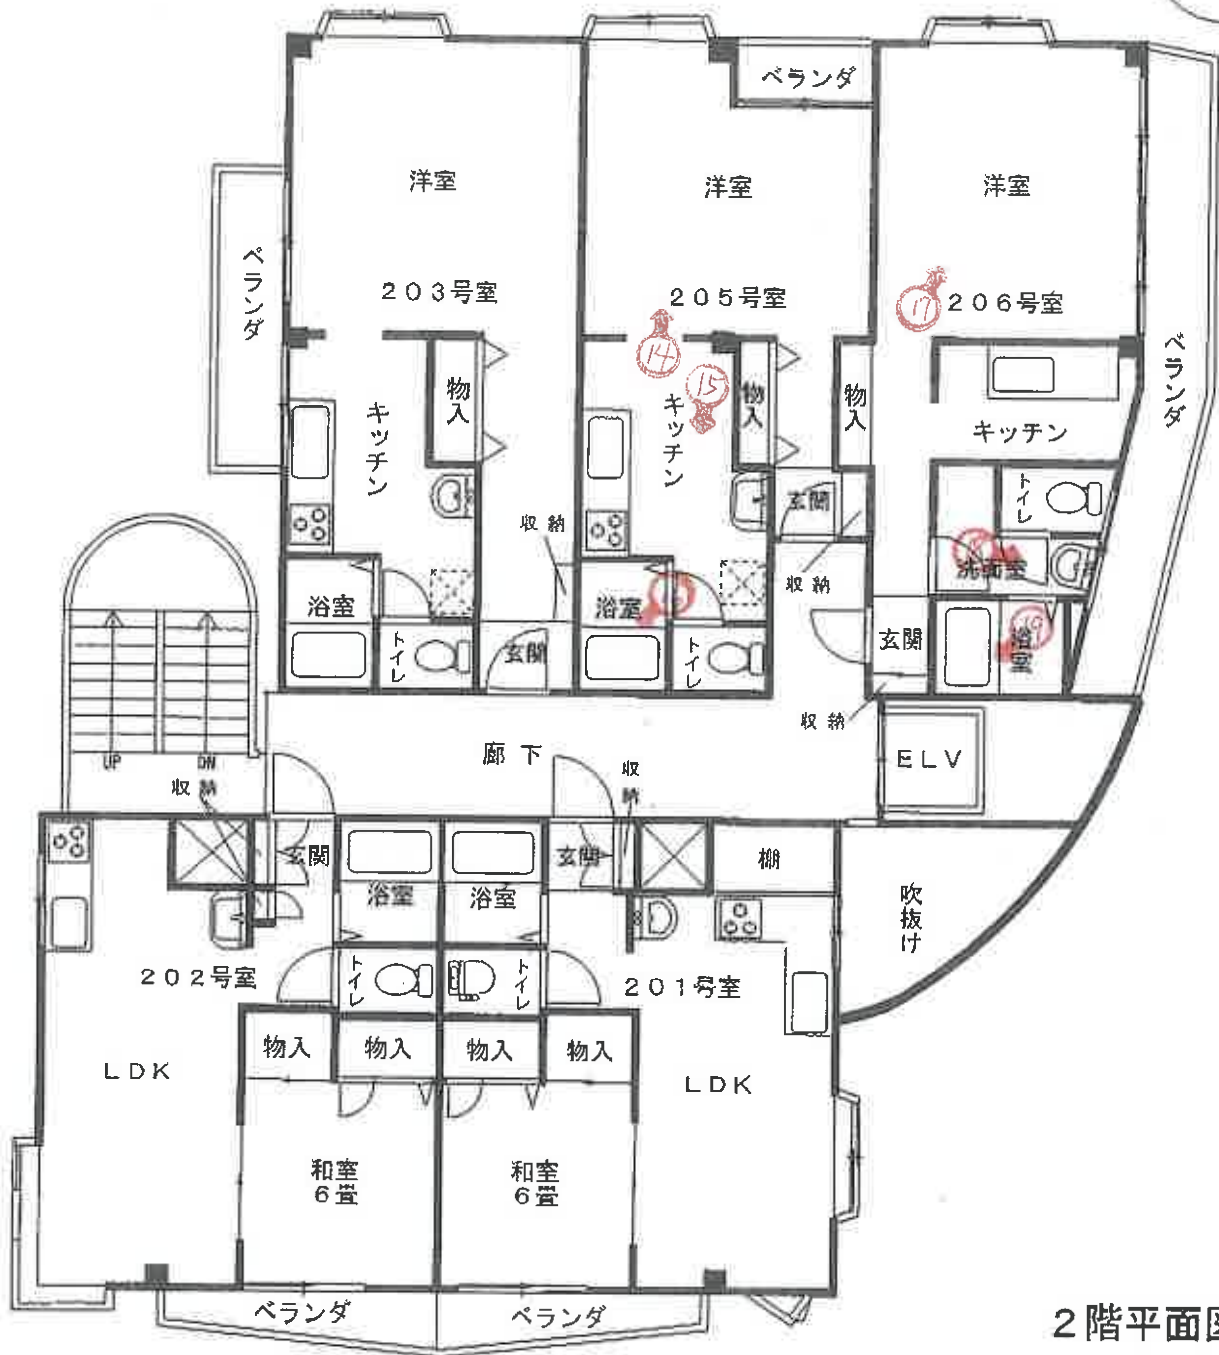 ベランダ
洋室
洋室
洋室
ベランダ
203号室
205号室
17
206号室
ベランダ
14
15
物入
キッチン
物入
キッチン
物入
キッチン
玄関
トイレ
収納
収納
洗面室
浴室
浴室
トイレ
玄関
トイレ
玄関
19
浴室
収納
廊下
ELV
UP
DN
収納
収納
玄関
浴室
浴室
玄関
棚
吹抜け
202号室
トイレ
トイレ
201号室
物入
物入
物入
物入
LDK
LDK
和室
6畳
和室
6畳
ベランダ
ベランダ
2階平面